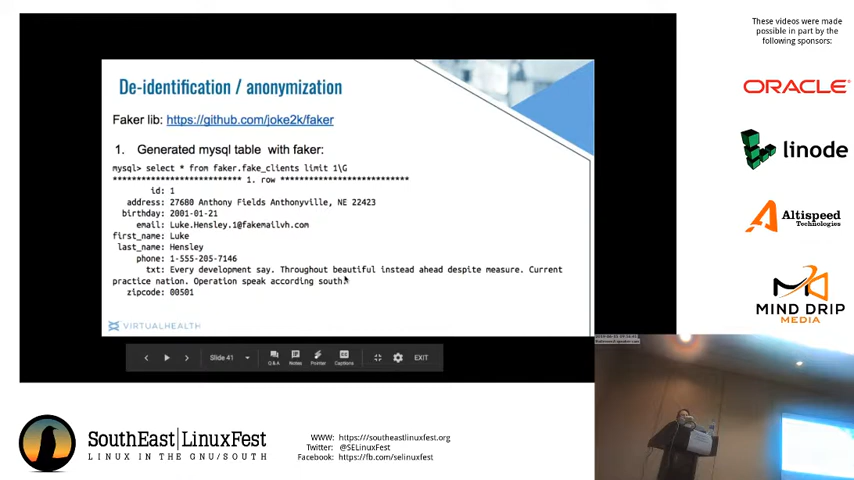 These videos were made
possible in part by the
following sponsors:
ORACLE
linode
Altispeed
Technologies
MIND DRIP
MEDIA
De-identification / anonymization
Faker lib: https://github.com/joke2k/faker
1. Generated mysql table with faker:
mysql> select * from faker.fake_clients limit 1\G
*************************** 1. row ***************************
id: 1
address: 27680 Anthony Fields Anthonyville, NE 22423
birthday: 2001-01-21
email: Luke.Hensley.1@fakemailvh.com
first_name: Luke
last_name: Hensley
phone: 1-555-205-7146
txt: Every development say. Throughout beautiful instead ahead despite measure. Current
practice nation. Operation speak according south.
zipcode: 00501
VIRTUALHEALTH
Slide 41
Q&A
Notes
Pointer
Captions
EXIT
SouthEast|LinuxFest
LINUX IN THE GNU/SOUTH
WWW: https://southeastlinuxfest.org
Twitter: @SELinuxFest
Facebook: https://fb.com/selinuxfest